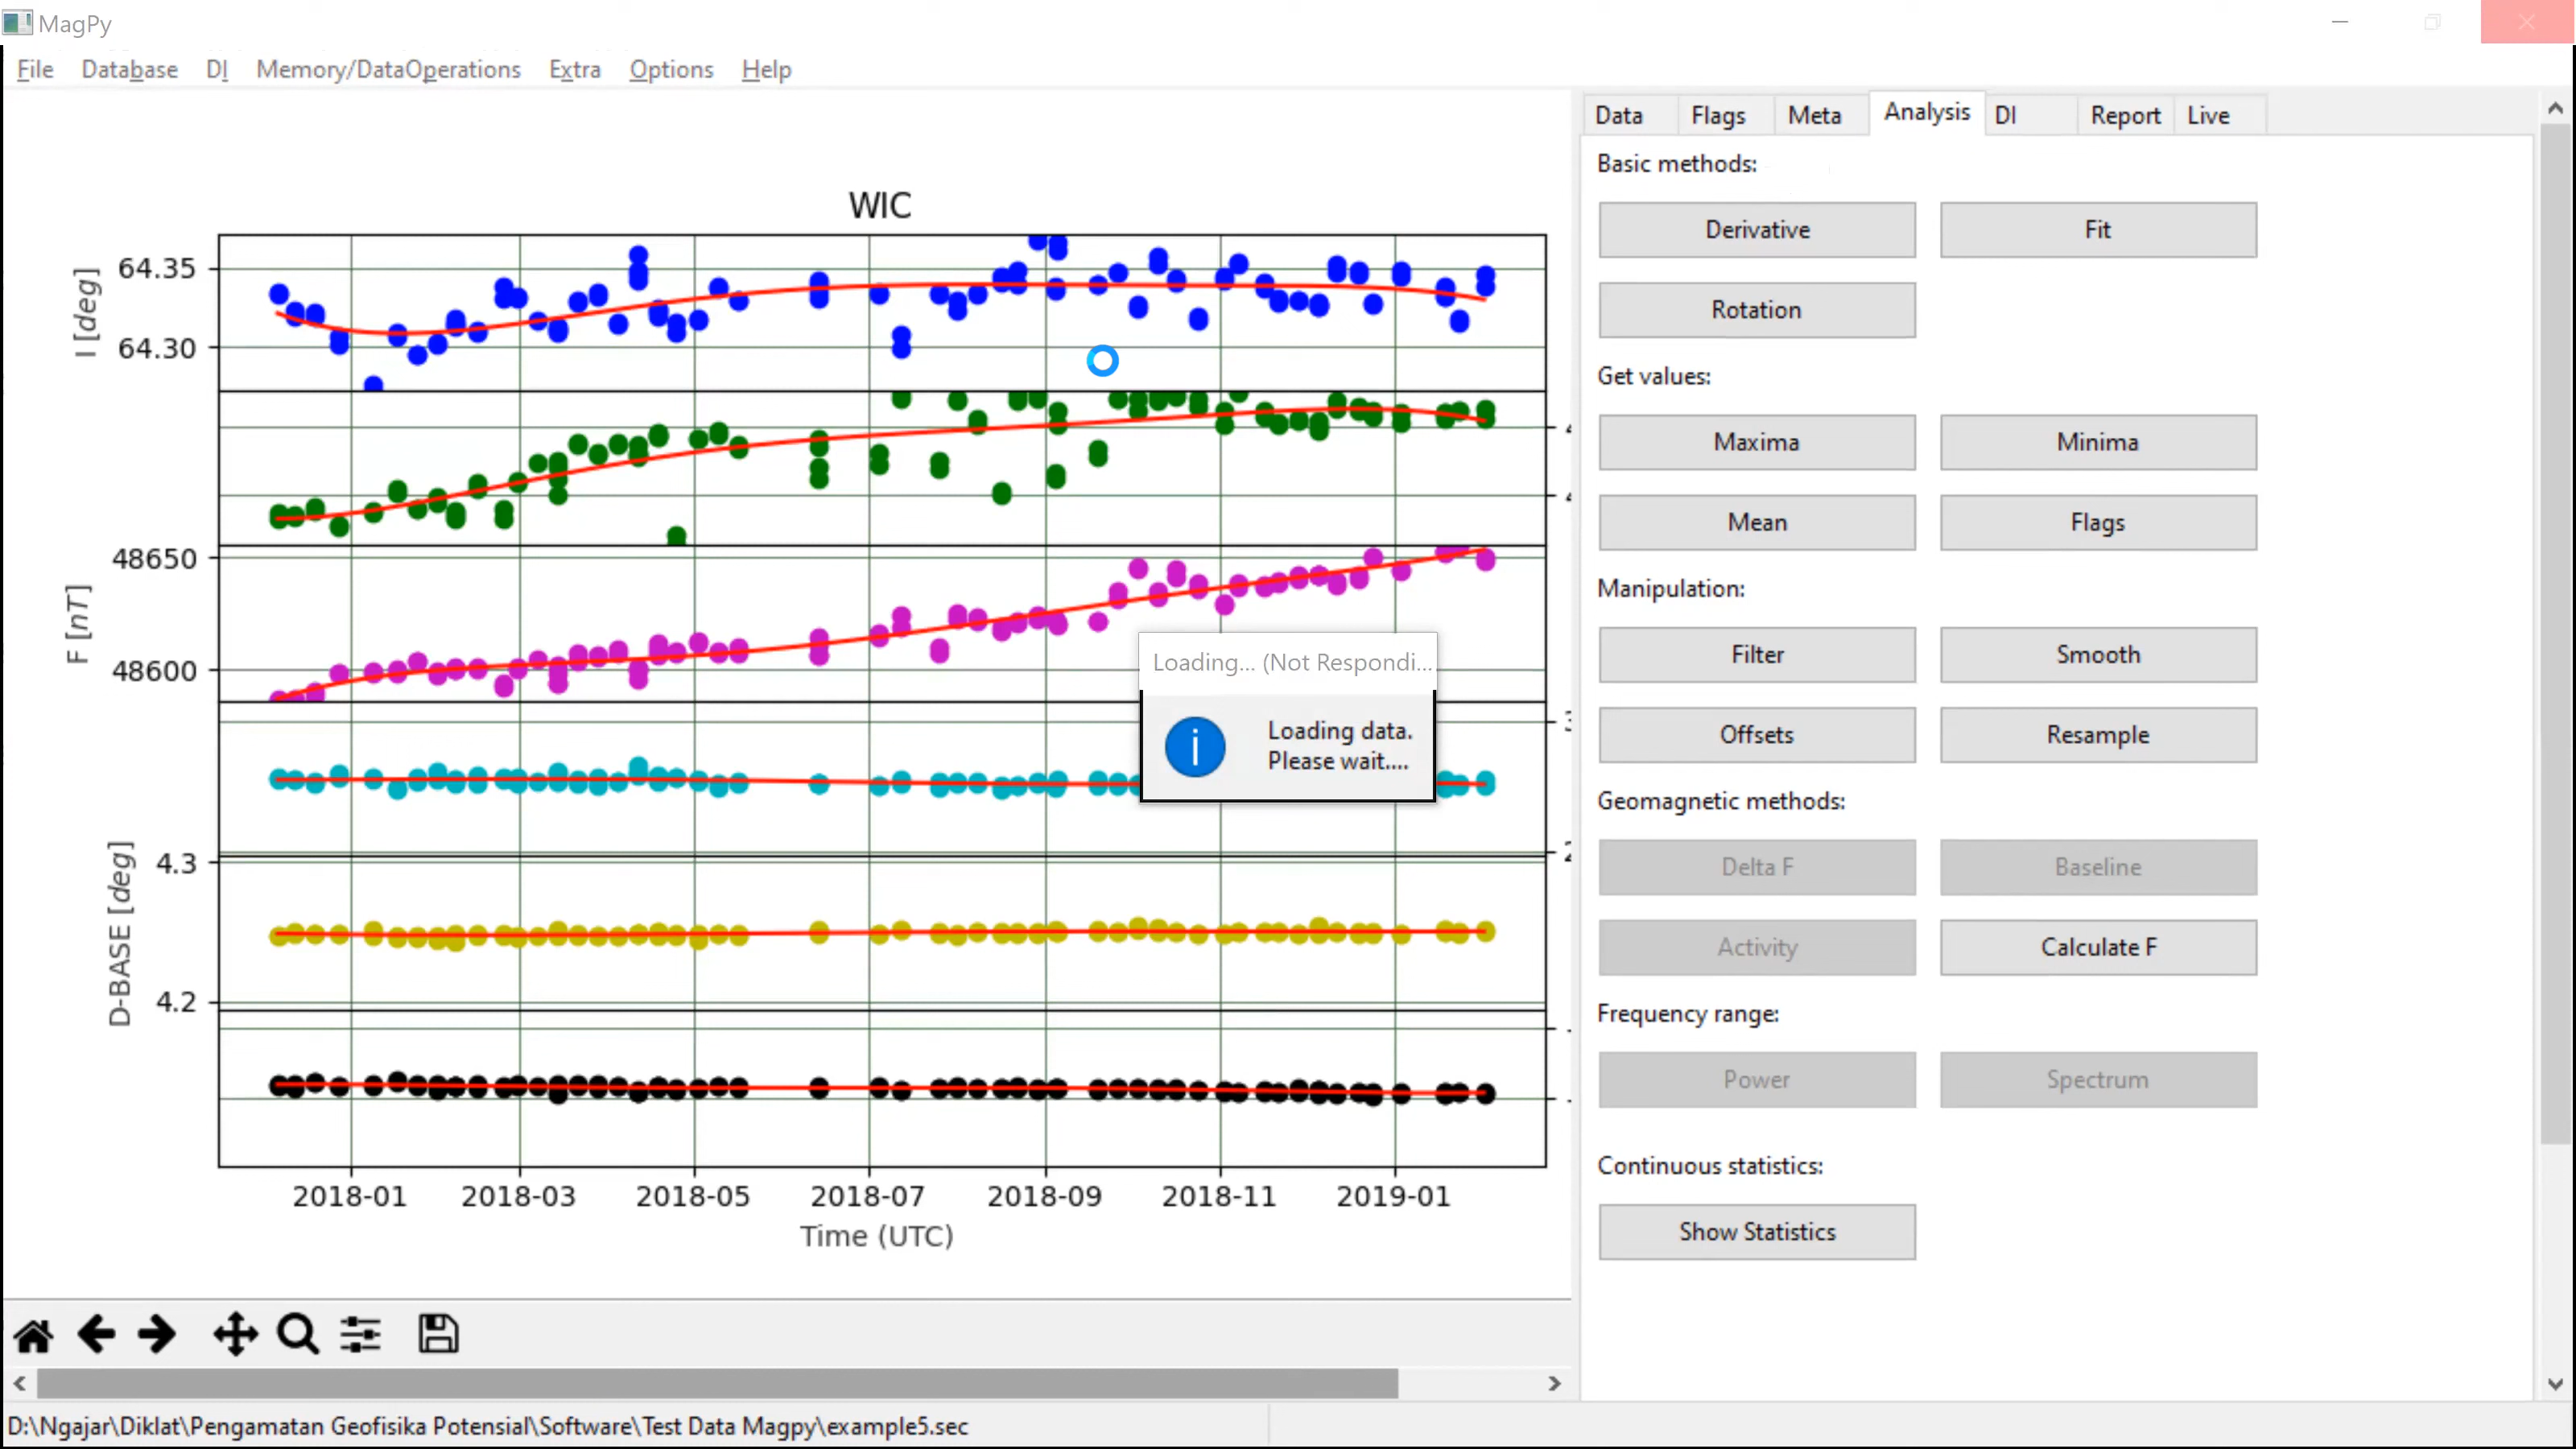 MagPy
File Database DI Memory/DataOperations Extra Options Help
Data Flags Meta Analysis DI Report Live
Basic methods:
Derivative Fit
Rotation
Get values:
Maxima Minima
Mean Flags
Manipulation:
Filter Smooth
Offsets Resample
Geomagnetic methods:
Delta F Baseline
Activity Calculate F
Frequency range:
Power Spectrum
Continuous statistics:
Show Statistics
WIC
I [deg]
64.35
64.30
F [nT]
48650
48600
D-BASE [deg]
4.3
4.2
2018-01 2018-03 2018-05 2018-07 2018-09 2018-11 2019-01
Time (UTC)
Loading... (Not Respondi...
Loading data.
Please wait....
D:\Ngajar\Diklat\Pengamatan Geofisika Potensial\Software\Test Data Magpy\example5.sec